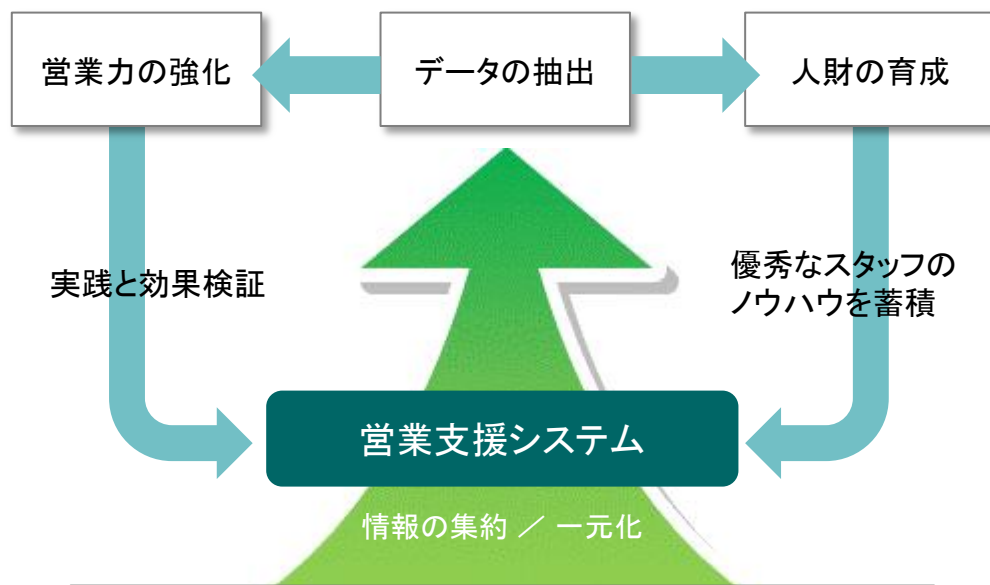 営業力の強化
データの抽出
人財の育成
実践と効果検証
優秀なスタッフの
ノウハウを蓄積
営業支援システム
情報の集約 ／ 一元化